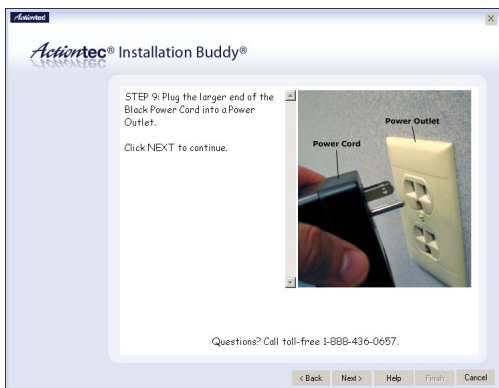 Actiontec
Actiontec® Installation Buddy®
STEP 9: Plug the larger end of the
Black Power Cord into a Power
Outlet.
Click NEXT to continue.
Power Outlet
Power Cord
Questions? Call toll-free 1-888-436-0657.
< Back Next > Help Finish Cancel